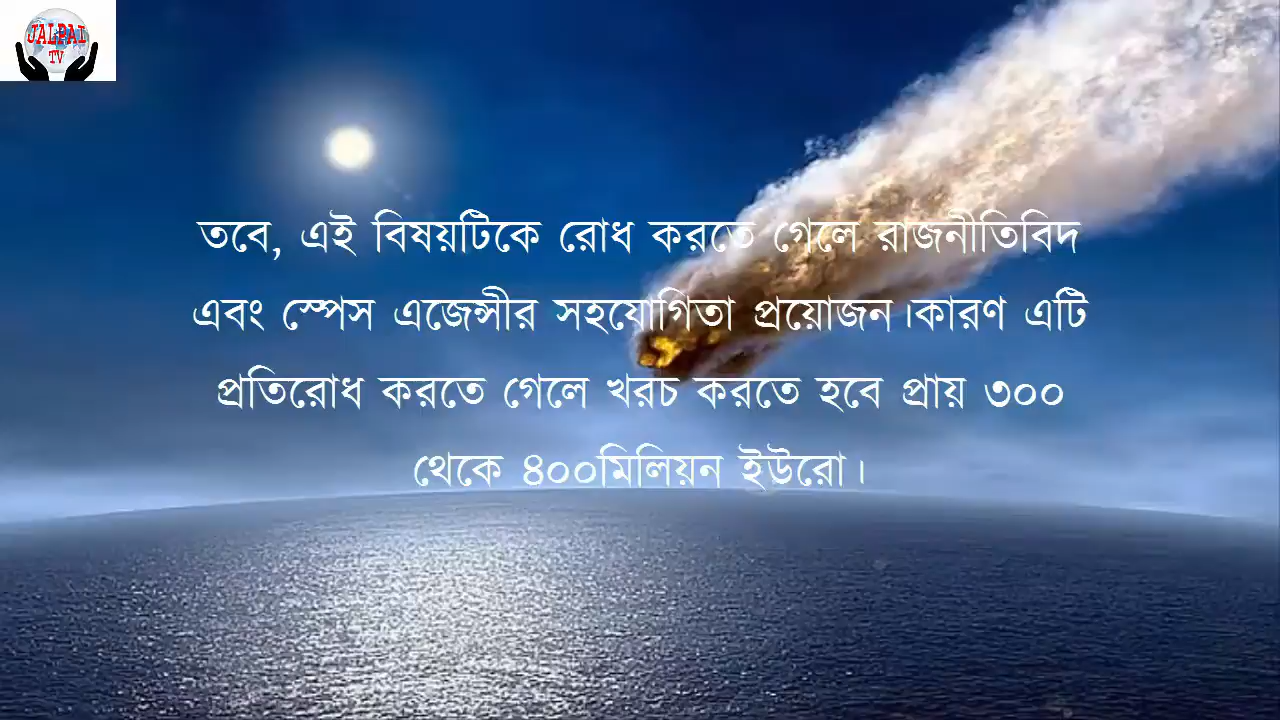 JALPAI
TV
তবে, এই বিষয়টিকে রোধ করতে গেলে রাজনীতিবিদ
এবং স্পেস এজেন্সীর সহযোগিতা প্রয়োজন।কারণ এটি
প্রতিরোধ করতে গেলে খরচ করতে হবে প্রায় ৩০০
থেকে ৪০০মিলিয়ন ইউরো।